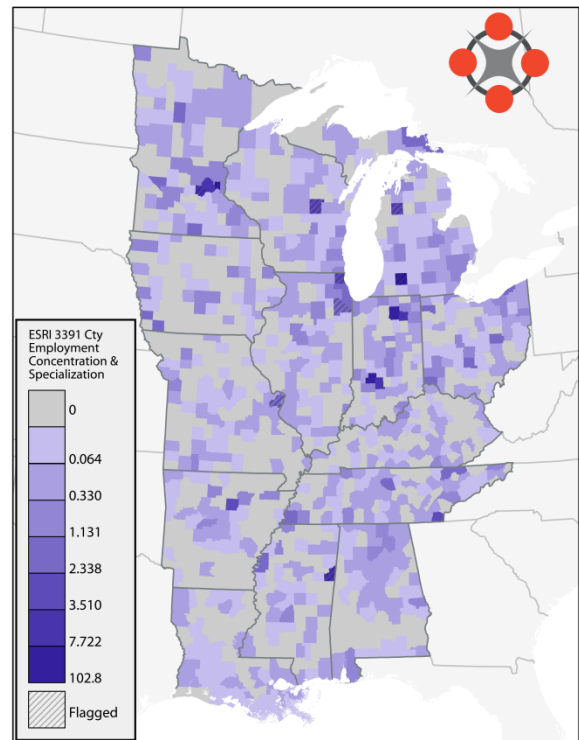 ESRI 3391 Cty
Employment
Concentration &
Specialization
0
0.064
0.330
1.131
2.338
3.510
7.722
102.8
Flagged